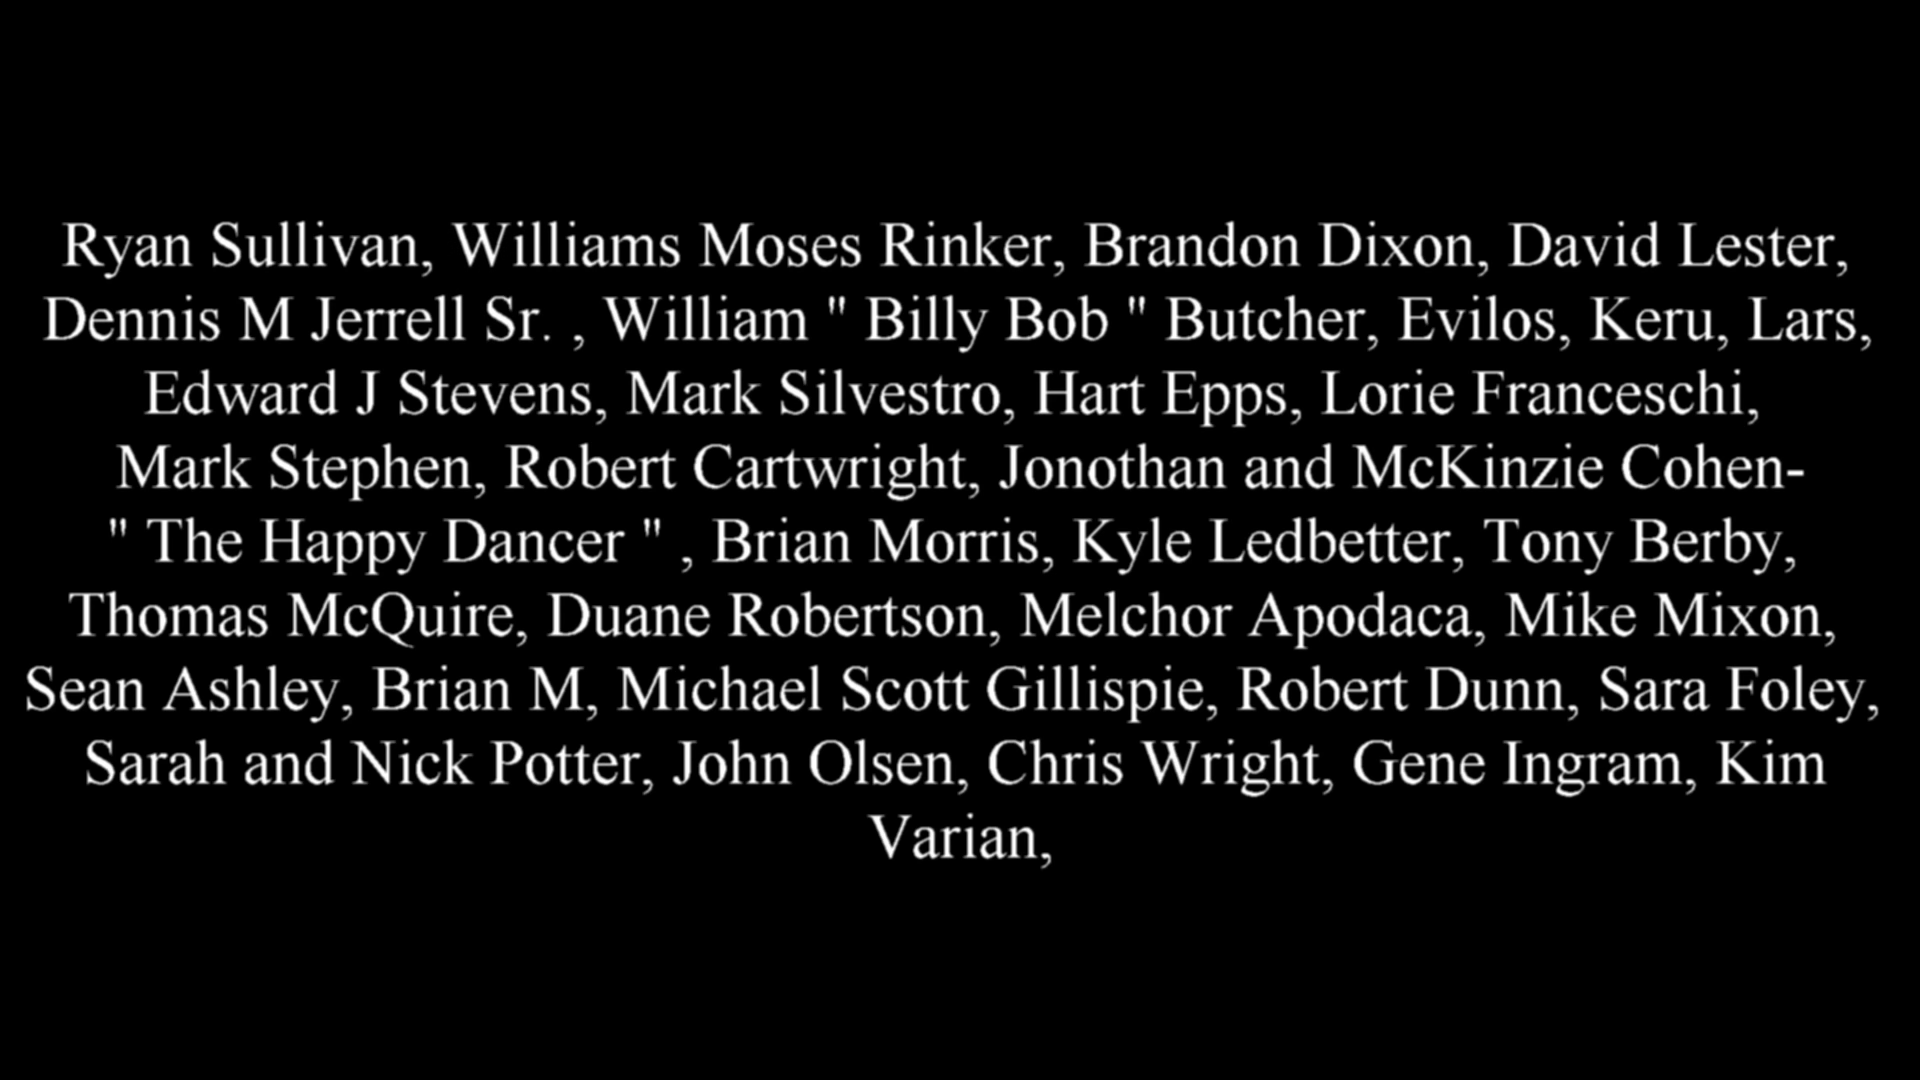 Ryan Sullivan, Williams Moses Rinker, Brandon Dixon, David Lester,
Dennis M Jerrell Sr. , William " Billy Bob " Butcher, Evilos, Keru, Lars,
Edward J Stevens, Mark Silvestro, Hart Epps, Lorie Franceschi,
Mark Stephen, Robert Cartwright, Jonothan and McKinzie Cohen-
" The Happy Dancer " , Brian Morris, Kyle Ledbetter, Tony Berby,
Thomas McQuire, Duane Robertson, Melchor Apodaca, Mike Mixon,
Sean Ashley, Brian M, Michael Scott Gillispie, Robert Dunn, Sara Foley,
Sarah and Nick Potter, John Olsen, Chris Wright, Gene Ingram, Kim
Varian,